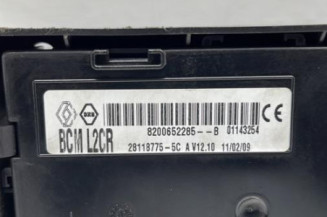 8200652285--B 01143254
BCM L2CR
28118775-5C A V12.10 11/02/09